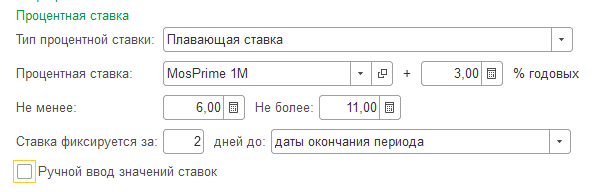 Процентная ставка
Тип процентной ставки: Плавающая ставка
Процентная ставка: MosPrime 1M + 3,00 % годовых
Не менее: 6,00 Не более: 11,00
Ставка фиксируется за: 2 дней до: даты окончания периода
Ручной ввод значений ставок